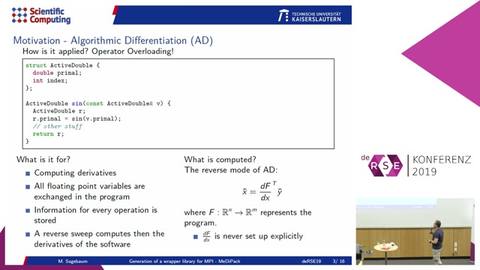 Scientific
Computing
TECHNISCHE UNIVERSITÄT
KAISERSLAUTERN
Motivation - Algorithmic Differentiation (AD)
How is it applied? Operator Overloading!
struct ActiveDouble {
double primal;
int index;
};
ActiveDouble sin(const ActiveDouble& v) {
ActiveDouble r;
r.primal = sin(v.primal);
// other stuff
return r;
}
What is it for?
Computing derivatives
All floating point variables are
exchanged in the program
Information for every operation
is stored
A reverse sweep computes then
the derivatives of the software
What is computed?
The reverse mode of AD:
x̄ = dF/dx^T ȳ
where F : ℝⁿ → ℝᵐ represents the
program.
dF/dx is never set up explicitly
M. Sagebaum
Generation of a wrapper library for MPI - MeDiPack
deRSE19
3/ 16
de RSE
KONFERENZ
2019